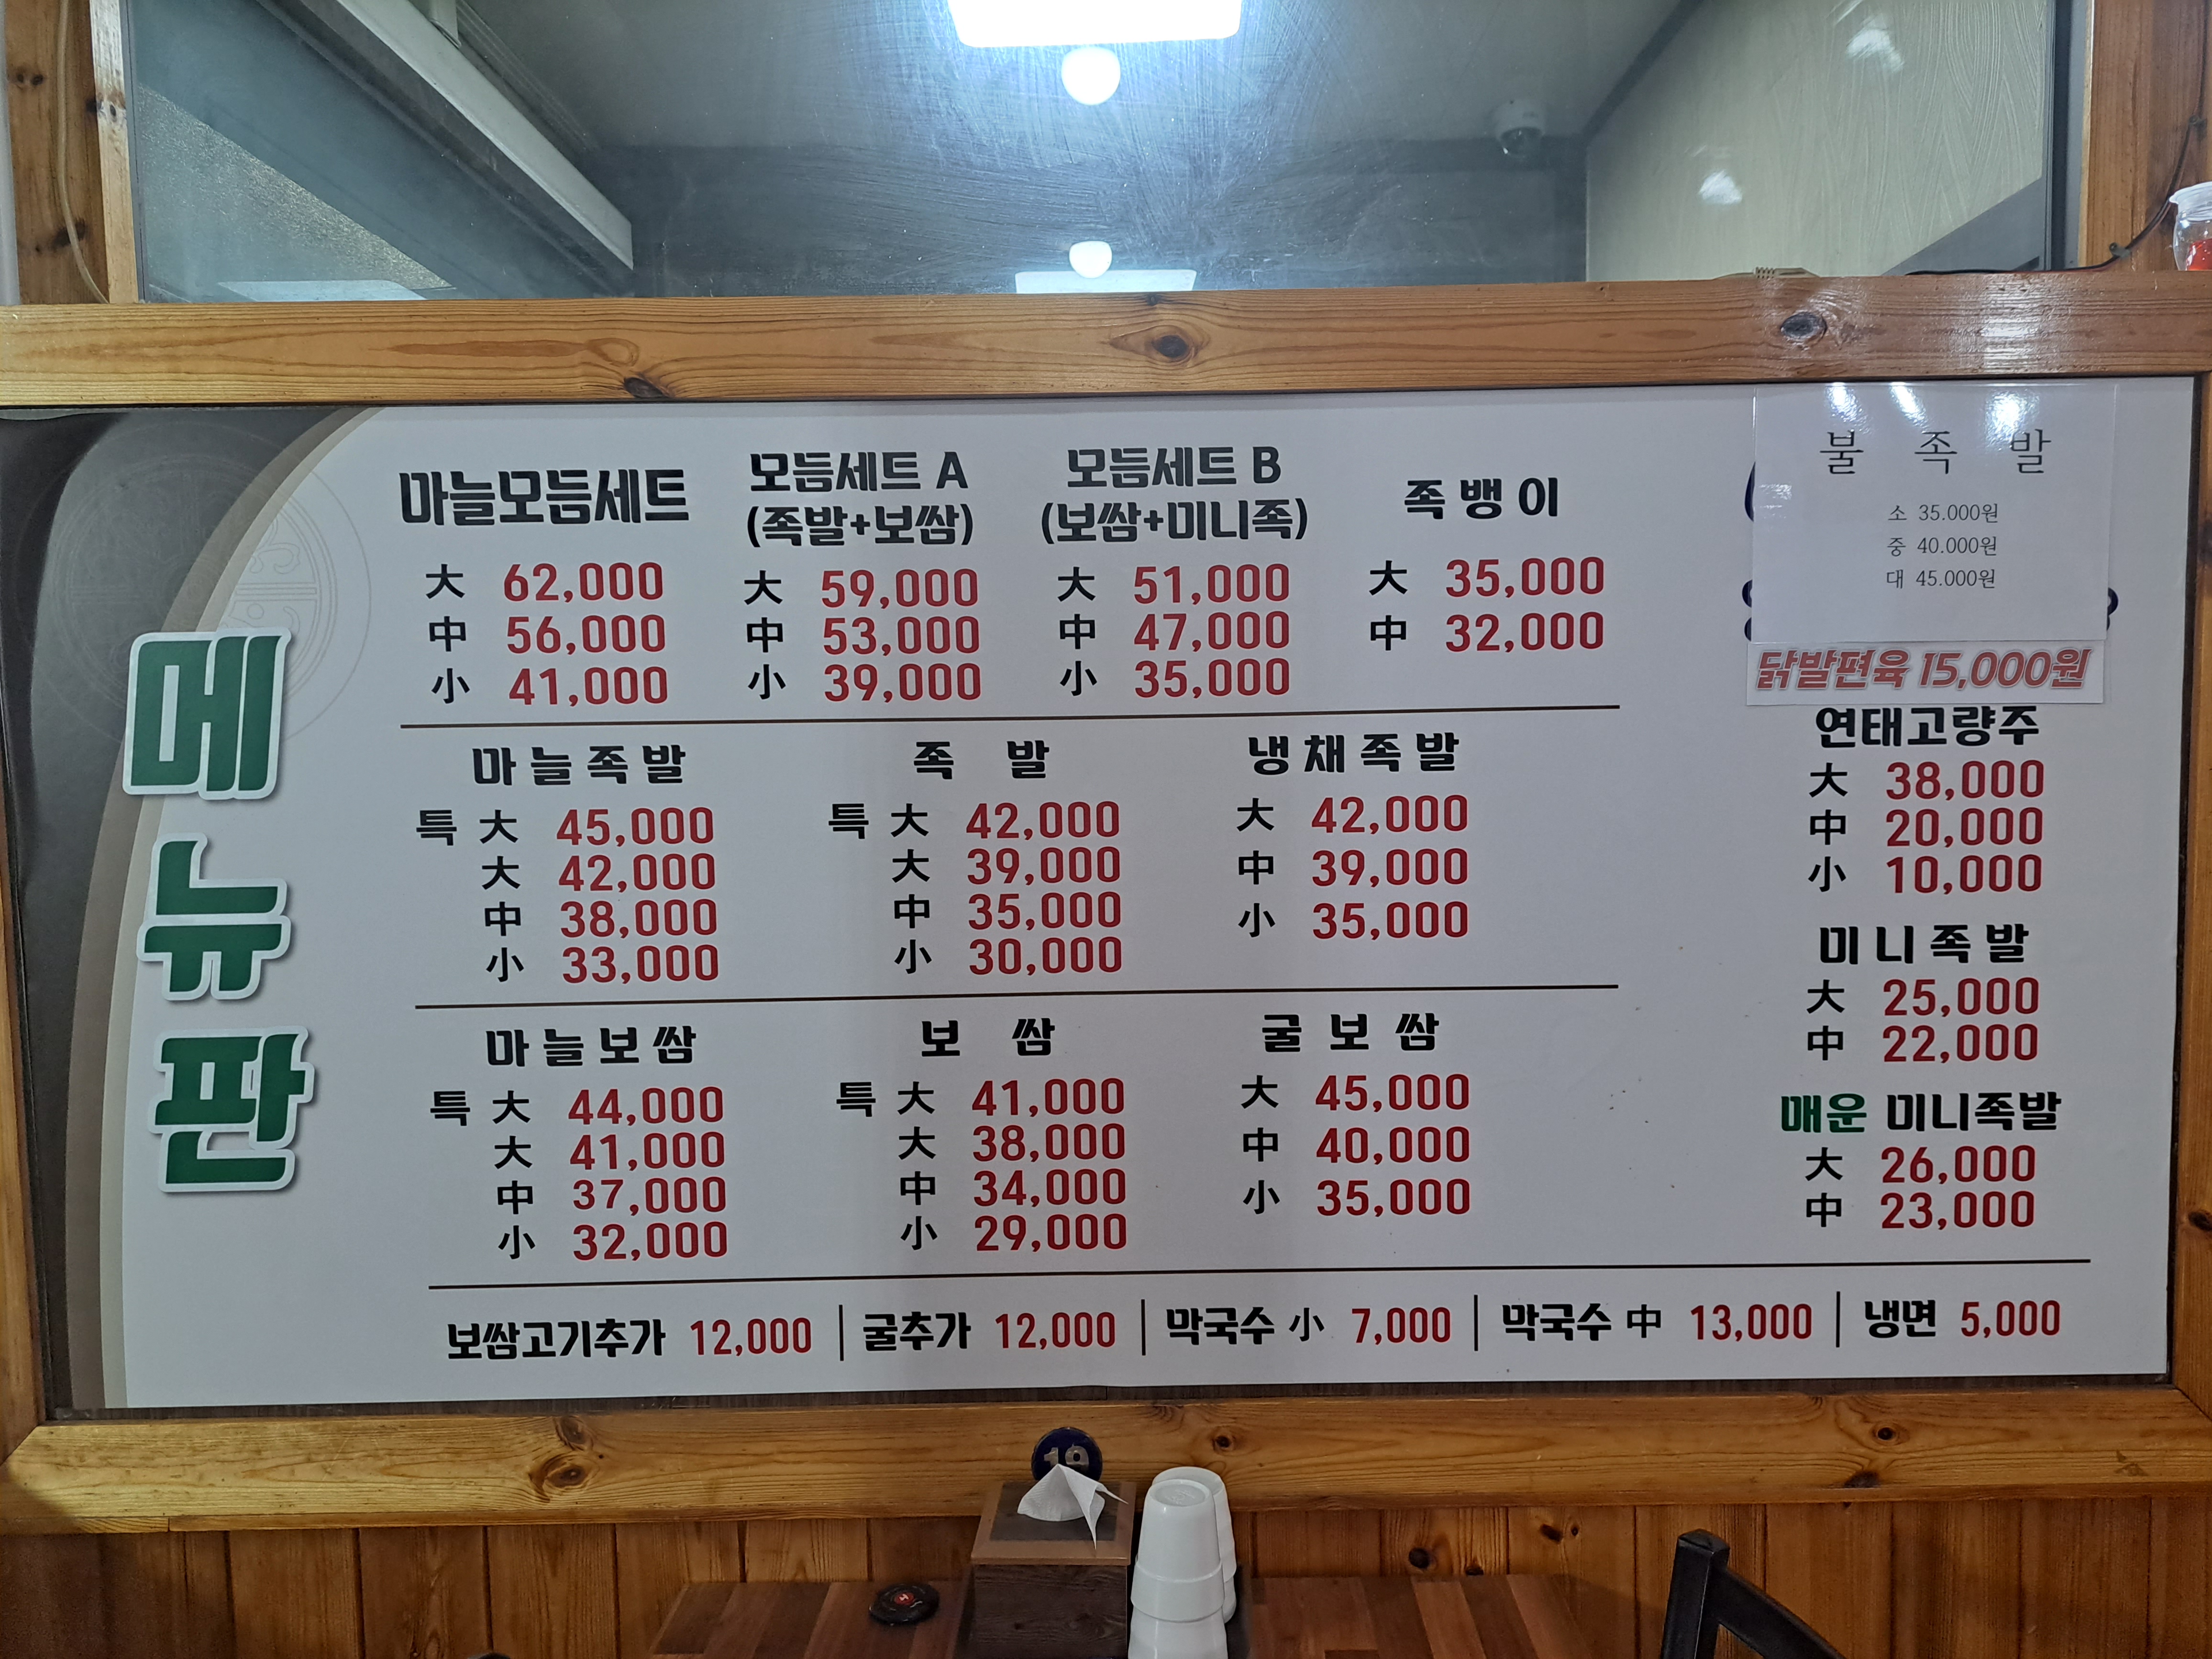 메뉴판
마늘모듬세트
大 62,000
中 56,000
小 41,000
모듬세트 A
(족발+보쌈)
大 59,000
中 53,000
小 39,000
모듬세트 B
(보쌈+미니족)
大 51,000
中 47,000
小 35,000
족뱅이
大 35,000
中 32,000
마늘족발
특 大 45,000
大 42,000
中 38,000
小 33,000
족 발
특 大 42,000
大 39,000
中 35,000
小 30,000
냉채족발
大 42,000
中 39,000
小 35,000
마늘보쌈
특 大 44,000
大 41,000
中 37,000
小 32,000
보 쌈
특 大 41,000
大 38,000
中 34,000
小 29,000
굴보쌈
大 45,000
中 40,000
小 35,000
불 족 발
소 35.000원
중 40.000원
대 45.000원
닭발편육 15,000원
연태고량주
大 38,000
中 20,000
小 10,000
미니족발
大 25,000
中 22,000
매운 미니족발
大 26,000
中 23,000
보쌈고기추가 12,000 | 굴추가 12,000 | 막국수 小 7,000 | 막국수 中 13,000 | 냉면 5,000
19